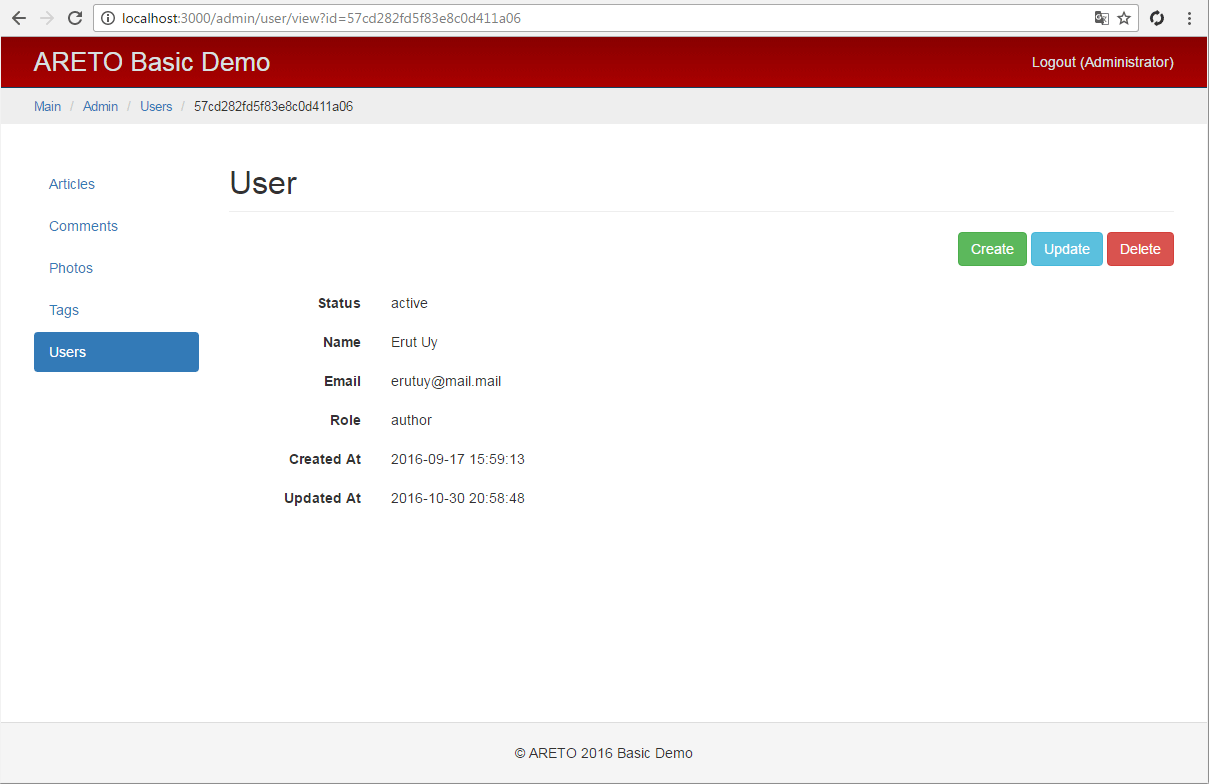 localhost:3000/admin/user/view?id=57cd282fd5f83e8c0d411a06
ARETO Basic Demo Logout (Administrator)
Main / Admin / Users / 57cd282fd5f83e8c0d411a06
Articles
Comments
Photos
Tags
Users
User
Create Update Delete
Status active
Name Erut Uy
Email erutuy@mail.mail
Role author
Created At 2016-09-17 15:59:13
Updated At 2016-10-30 20:58:48
© ARETO 2016 Basic Demo